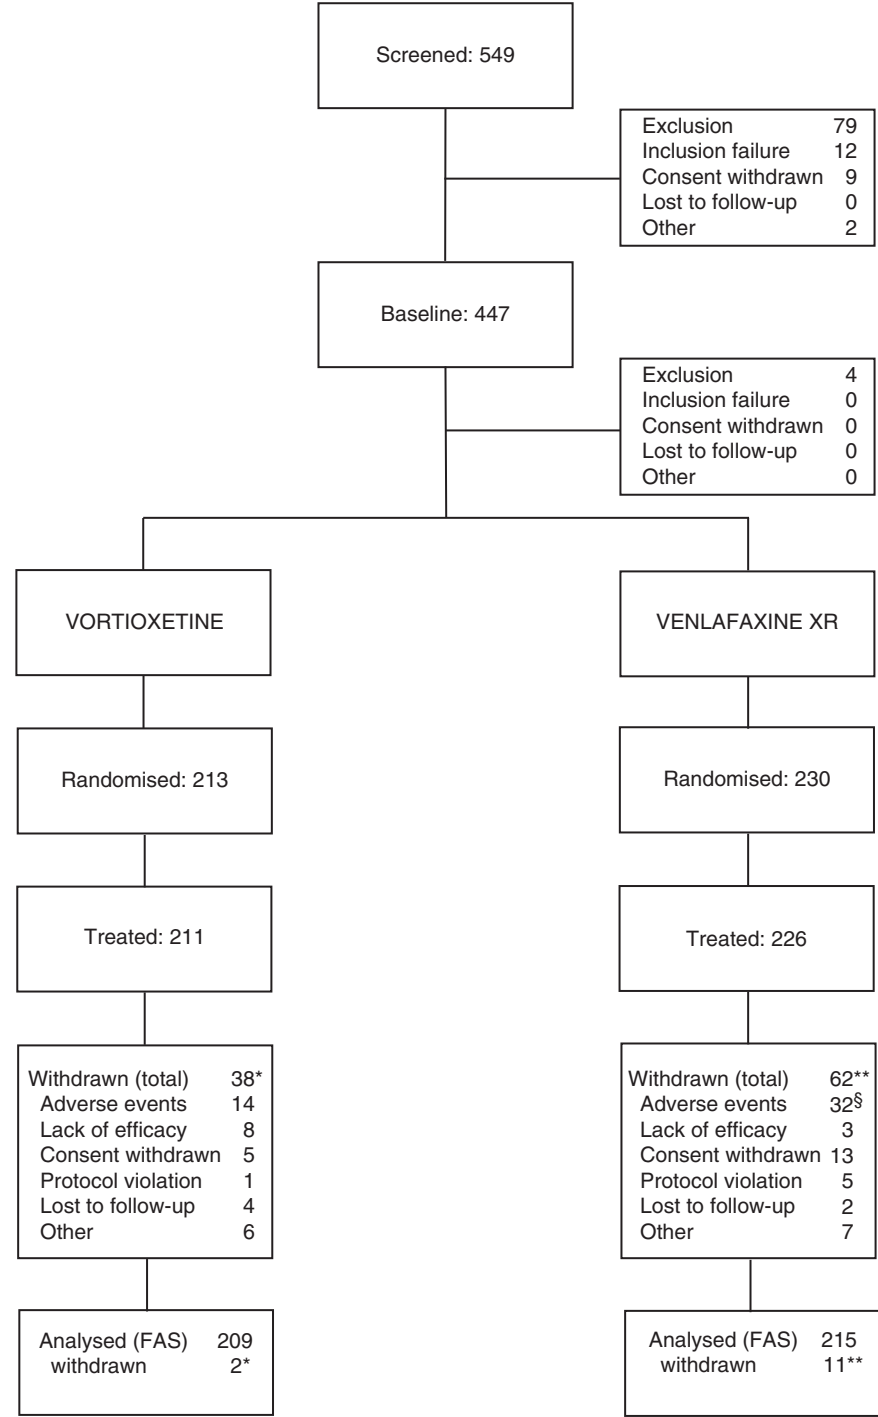 Screened: 549
Exclusion 79
Inclusion failure 12
Consent withdrawn 9
Lost to follow-up 0
Other 2
Baseline: 447
Exclusion 4
Inclusion failure 0
Consent withdrawn 0
Lost to follow-up 0
Other 0
VORTIOXETINE
VENLAFAXINE XR
Randomised: 213
Randomised: 230
Treated: 211
Treated: 226
Withdrawn (total) 38*
Adverse events 14
Lack of efficacy 8
Consent withdrawn 5
Protocol violation 1
Lost to follow-up 4
Other 6
Withdrawn (total) 62**
Adverse events 32§
Lack of efficacy 3
Consent withdrawn 13
Protocol violation 5
Lost to follow-up 2
Other 7
Analysed (FAS) 209
withdrawn 2*
Analysed (FAS) 215
withdrawn 11**